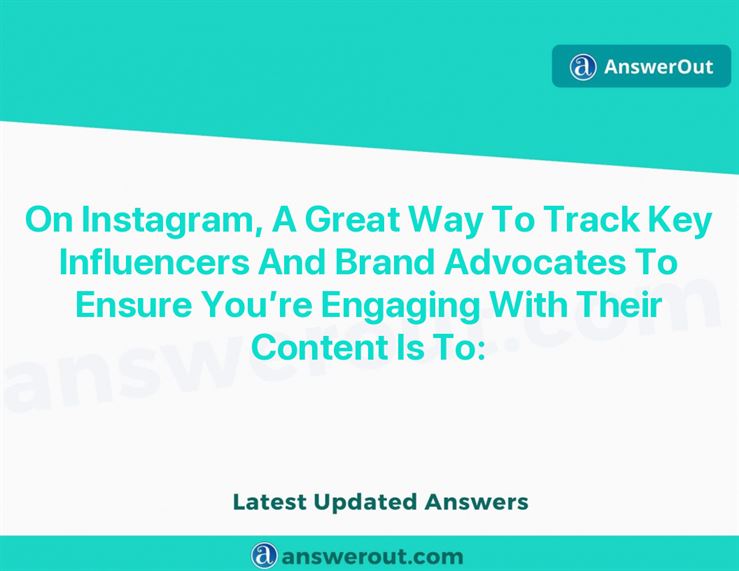 AnswerOut
On Instagram, A Great Way To Track Key
Influencers And Brand Advocates To
Ensure You’re Engaging With Their
Content Is To:
answerout.com
Latest Updated Answers
answerout.com